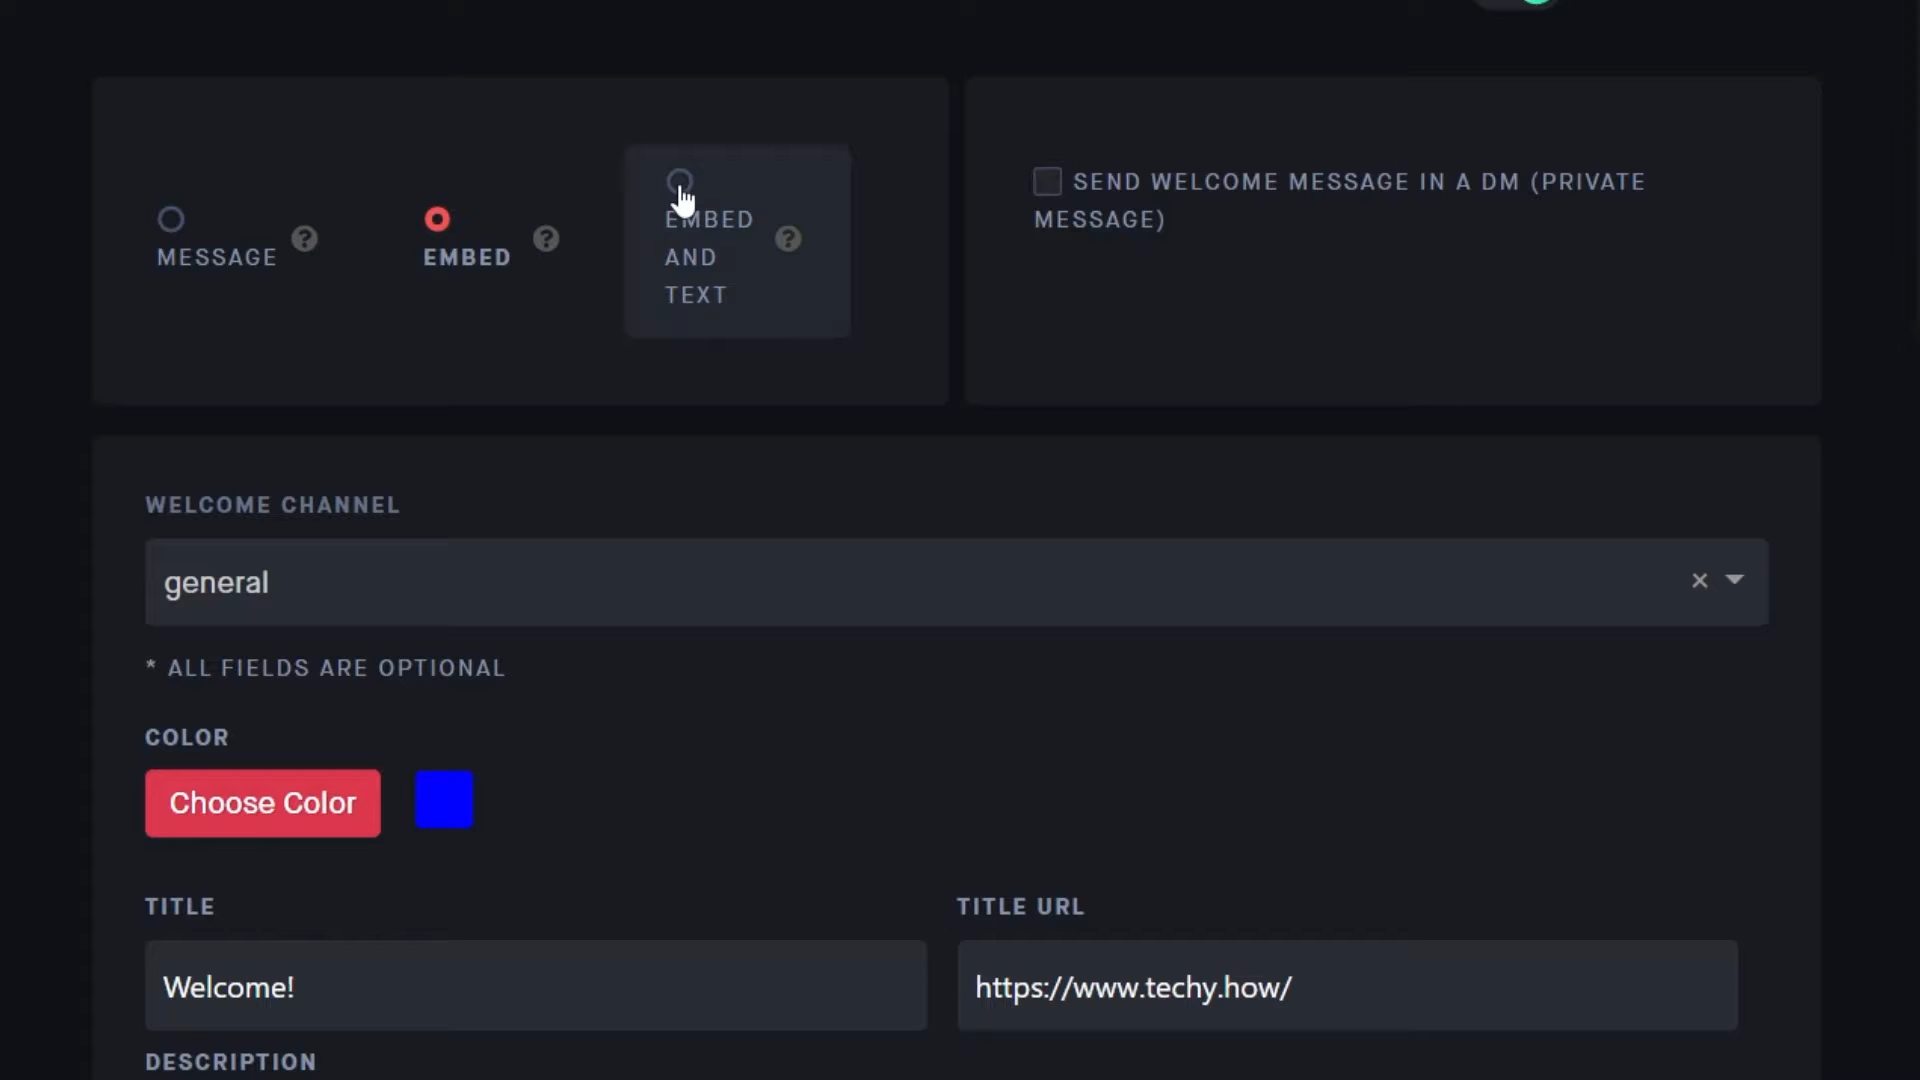 MESSAGE
EMBED
EMBED
AND
TEXT
SEND WELCOME MESSAGE IN A DM (PRIVATE
MESSAGE)
WELCOME CHANNEL
general
* ALL FIELDS ARE OPTIONAL
COLOR
Choose Color
TITLE
TITLE URL
Welcome!
https://www.techy.how/
DESCRIPTION